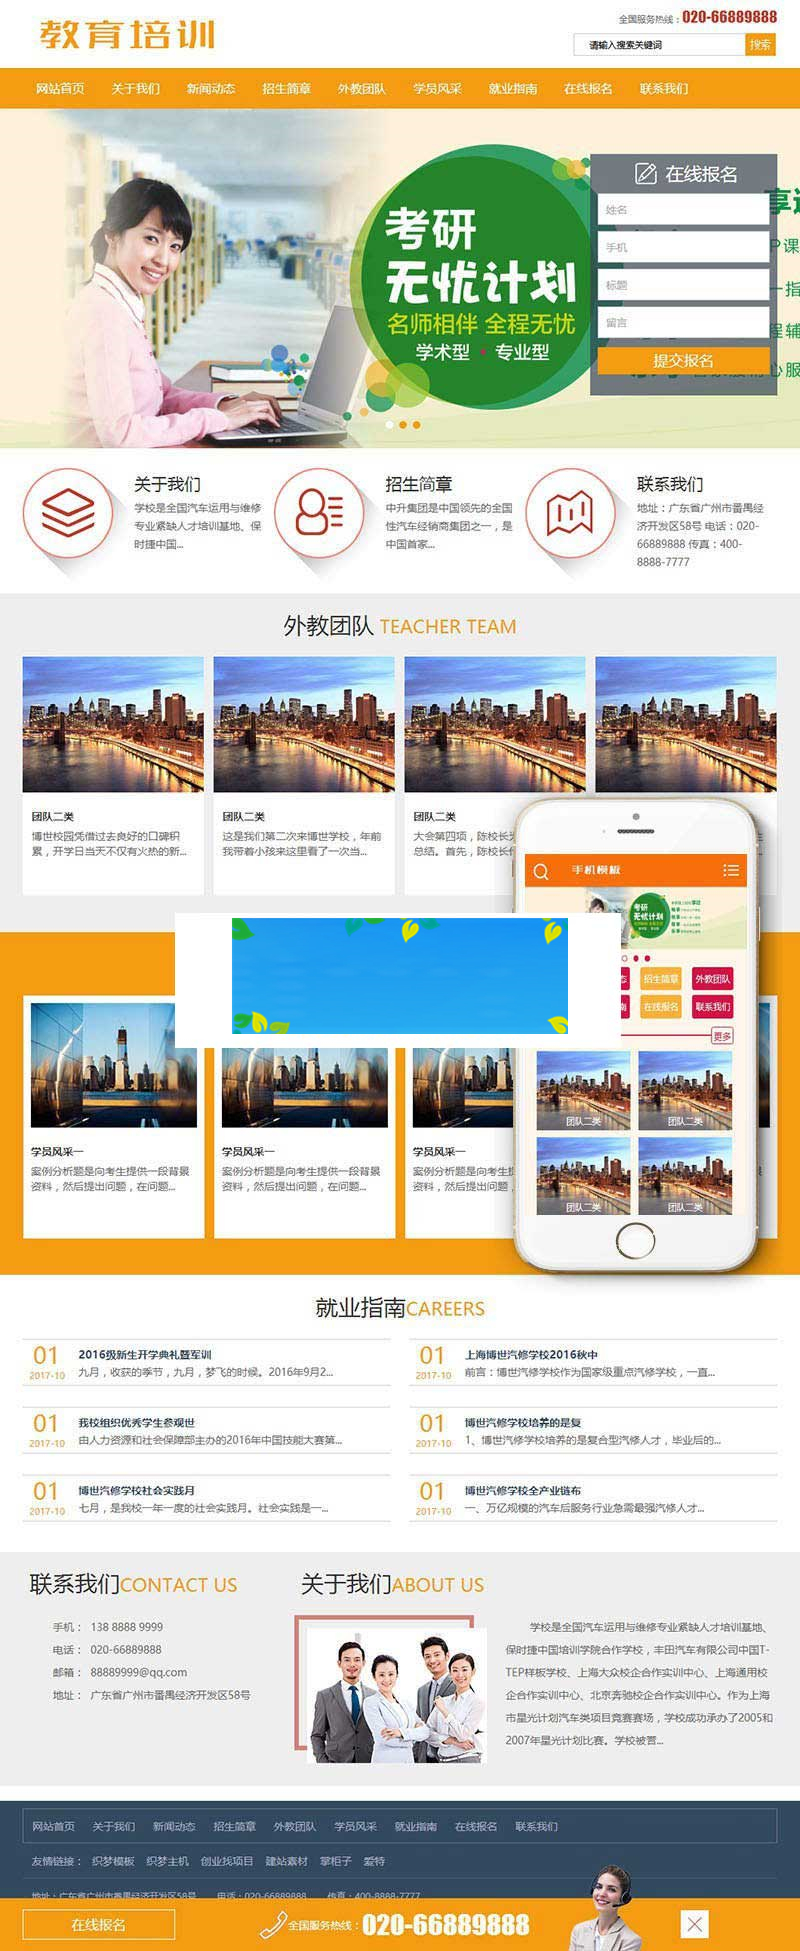 教育培训
全国服务热线：020-66889888
请输入搜索关键词
搜索
网站首页 关于我们 新闻动态 招生简章 外教团队 学员风采 就业指南 在线报名 联系我们
考研
无忧计划
名师相伴 全程无忧
学术型 · 专业型
在线报名
姓名
手机
标题
留言
提交报名
关于我们
学校是全国汽车运用与维修
专业紧缺人才培训基地、保
时捷中国...
招生简章
中升集团是中国领先的全国
性汽车经销商集团之一，是
中国首家...
联系我们
地址：广东省广州市番禺经
济开发区58号 电话：020-
66889888 传真：400-
8888-7777
外教团队 TEACHER TEAM
团队二类
博世校园凭借过去良好的口碑积
累，开学日当天不仅有火热的新...
团队二类
这是我们第二次来博世学校，年前
我带着小孩来这里看了一次当...
团队二类
大会第四项，陈校长
总结。首先，陈校长
手机模板
考研
无忧计划
招生简章 外教团队
在线报名 联系我们
更多
团队二类 团队二类
团队二类 团队二类
学员风采一
案例分析题是向考生提供一段背景
资料，然后提出问题，在问题...
学员风采一
案例分析题是向考生提供一段背景
资料，然后提出问题，在问题...
学员风采一
案例分析题是向考生提
资料，然后提出问题，
就业指南CAREERS
01
2017-10
2016级新生开学典礼暨军训
九月，收获的季节，九月，梦飞的时候。2016年9月2...
01
2017-10
上海博世汽修学校2016秋中
前言：博世汽修学校作为国家级重点汽修学校，一直...
01
2017-10
我校组织优秀学生参观世
由人力资源和社会保障部主办的2016年中国技能大赛第...
01
2017-10
博世汽修学校培养的是复
1、博世汽修学校培养的是复合型汽修人才，毕业后的...
01
2017-10
博世汽修学校社会实践月
七月，是我校一年一度的社会实践月。社会实践是一...
01
2017-10
博世汽修学校全产业链布
一、万亿规模的汽车后服务行业急需最强汽修人才...
联系我们CONTACT US
手机： 138 8888 9999
电话： 020-66889888
邮箱： 88889999@qq.com
地址： 广东省广州市番禺经济开发区58号
关于我们ABOUT US
学校是全国汽车运用与维修专业紧缺人才培训基地、
保时捷中国培训学院合作学校，丰田汽车有限公司中国T-
TEP样板学校、上海大众校企合作实训中心、上海通用校
企合作实训中心、北京奔驰校企合作实训中心。作为上海
市星光计划汽车类项目竞赛赛场，学校成功承办了2005和
2007年星光计划比赛。学校被誉...
网站首页 关于我们 新闻动态 招生简章 外教团队 学员风采 就业指南 在线报名 联系我们
友情链接： 织梦模板 织梦主机 创业找项目 建站素材 掌柜子 爱特
地址：广东省广州市番禺经济开发区58号 电话：020-66889888 传真：400-8888-7777
在线报名
全国服务热线：020-66889888